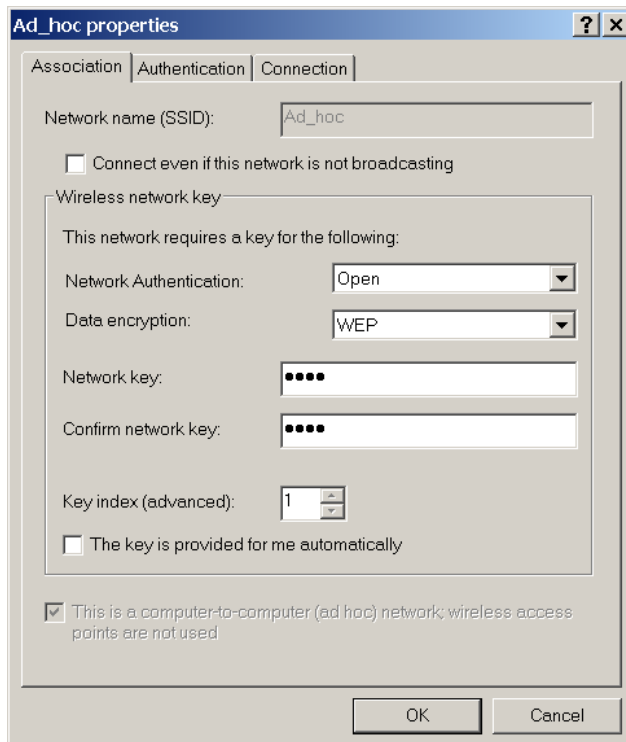 Ad_hoc properties
Association
Authentication
Connection
Network name (SSID):
Ad_hoc
Connect even if this network is not broadcasting
Wireless network key
This network requires a key for the following:
Network Authentication:
Open
Data encryption:
WEP
Network key:
••••
Confirm network key:
••••
Key index (advanced):
1
The key is provided for me automatically
This is a computer-to-computer (ad hoc) network; wireless access
points are not used
OK
Cancel